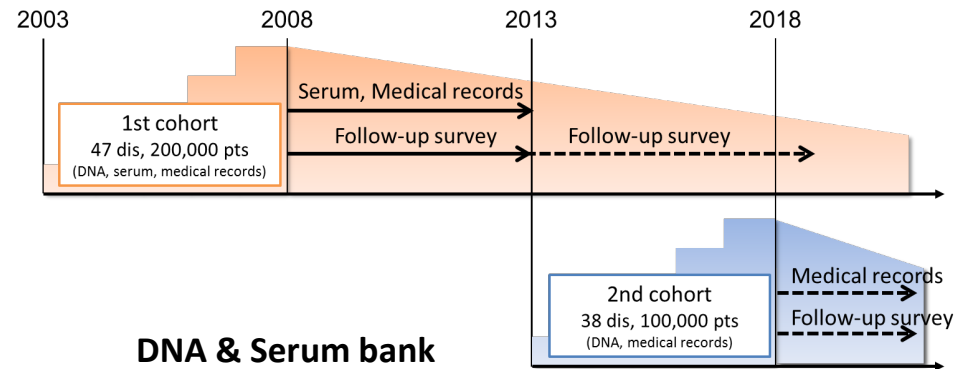 2003 2008 2013 2018
Serum, Medical records
1st cohort
47 dis, 200,000 pts
(DNA, serum, medical records)
Follow-up survey Follow-up survey
2nd cohort
38 dis, 100,000 pts
(DNA, medical records)
Medical records
Follow-up survey
DNA & Serum bank